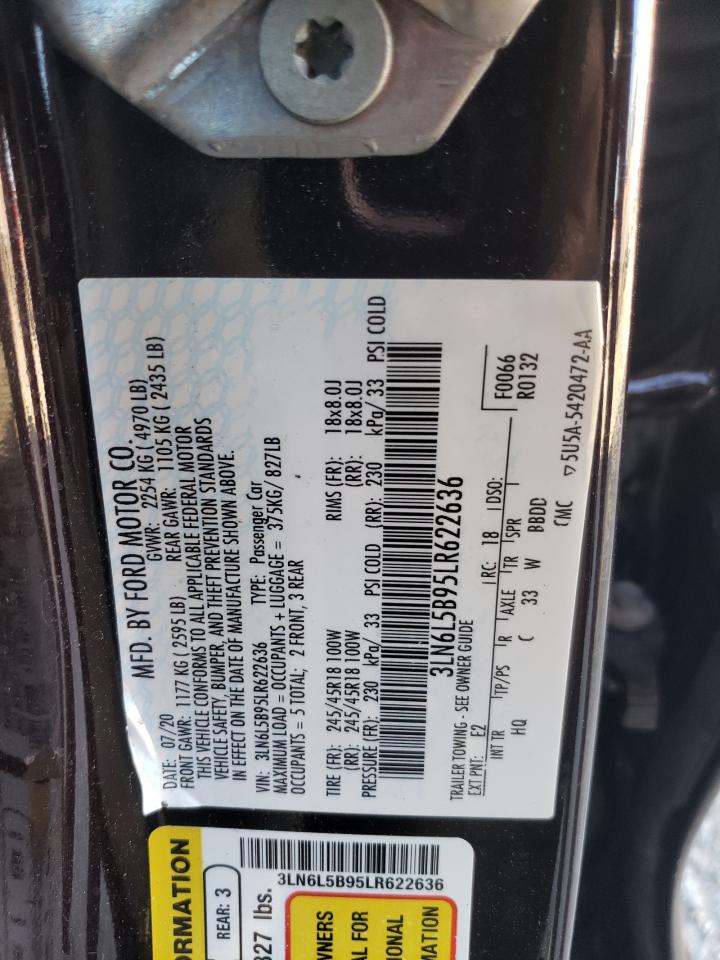 MFD. BY FORD MOTOR CO.
DATE: 07/20 GVWR: 2254 KG ( 4970 LB)
FRONT GAWR: 1177 KG ( 2595 LB) REAR GAWR: 1105 KG ( 2435 LB)
THIS VEHICLE CONFORMS TO ALL APPLICABLE FEDERAL MOTOR
VEHICLE SAFETY, BUMPER, AND THEFT PREVENTION STANDARDS
IN EFFECT ON THE DATE OF MANUFACTURE SHOWN ABOVE.
VIN: 3LN6L5B95LR622636 TYPE: Passenger Car
MAXIMUM LOAD = OCCUPANTS + LUGGAGE = 375KG/ 827LB
OCCUPANTS = 5 TOTAL; 2 FRONT, 3 REAR
TIRE (FR): 245/45R18 100W RIMS (FR): 18x8.0J
(RR): 245/45R18 100W (RR): 18x8.0J
PRESSURE (FR): 230 kPa/ 33 PSI COLD (RR): 230 kPa/ 33 PSI COLD
3LN6L5B95LR622636
TRAILER TOWING - SEE OWNER GUIDE
EXT PNT: E2 RC: 18 DSO: F0066
INT TR TP/PS R AXLE TR SPR R0132
HQ C 33 W BBDD
CMC ▽5U5A-5420472-AA
ORMATION
REAR: 3
827 lbs.
3LN6L5B95LR622636
WNERS
AL FOR
IONAL
MATION